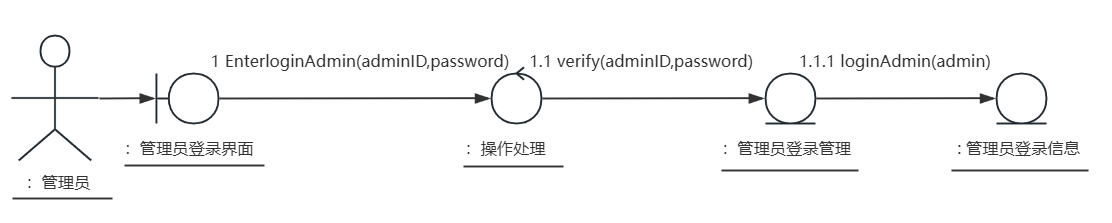 1 EnterloginAdmin(adminID,password)
1.1 verify(adminID,password)
1.1.1 loginAdmin(admin)
：管理员登录界面
：操作处理
：管理员登录管理
：管理员登录信息
：管理员